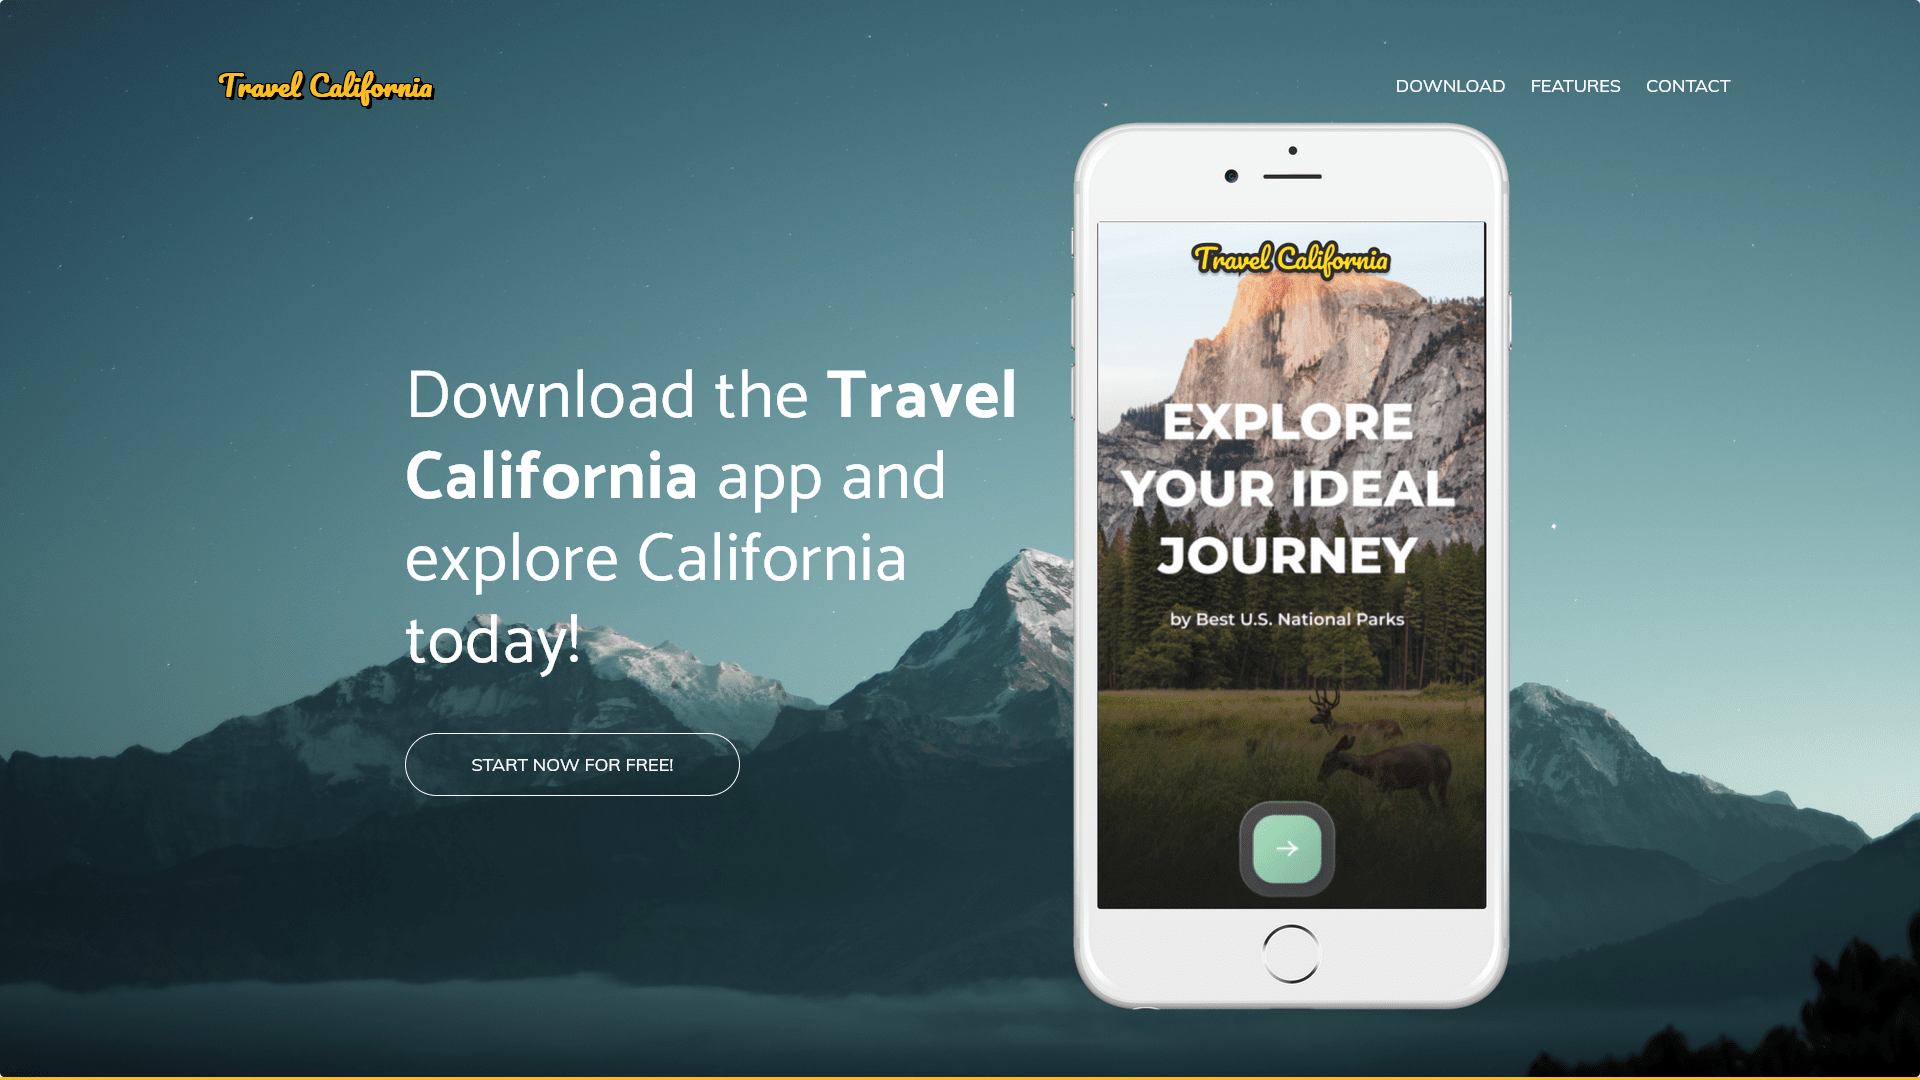 Travel California
DOWNLOAD FEATURES CONTACT
Travel California
EXPLORE
YOUR IDEAL
JOURNEY
by Best U.S. National Parks
Download the Travel
California app and
explore California
today!
START NOW FOR FREE!